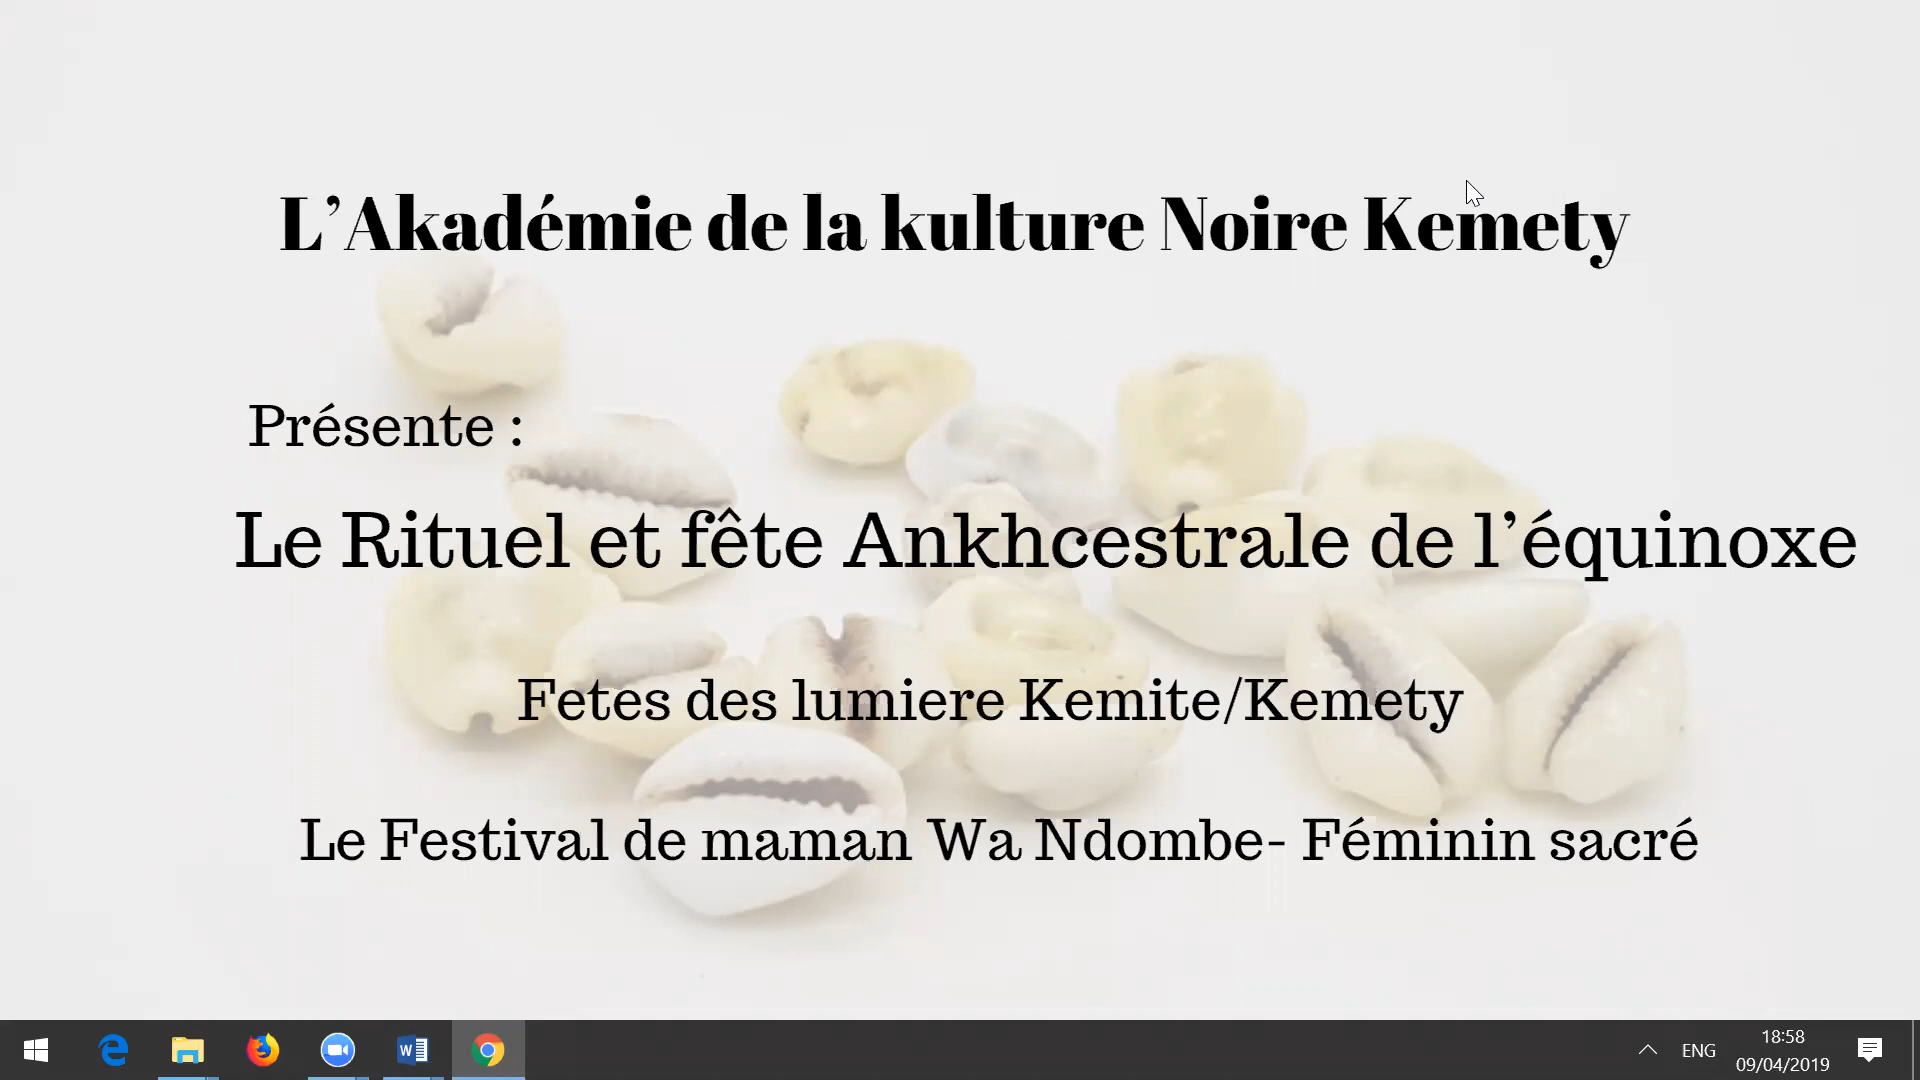 L’Akadémie de la kulture Noire Kemety
Présente :
Le Rituel et fête Ankhcestrale de l’équinoxe
Fetes des lumiere Kemite/Kemety
Le Festival de maman Wa Ndombe- Féminin sacré
ENG
18:58
09/04/2019